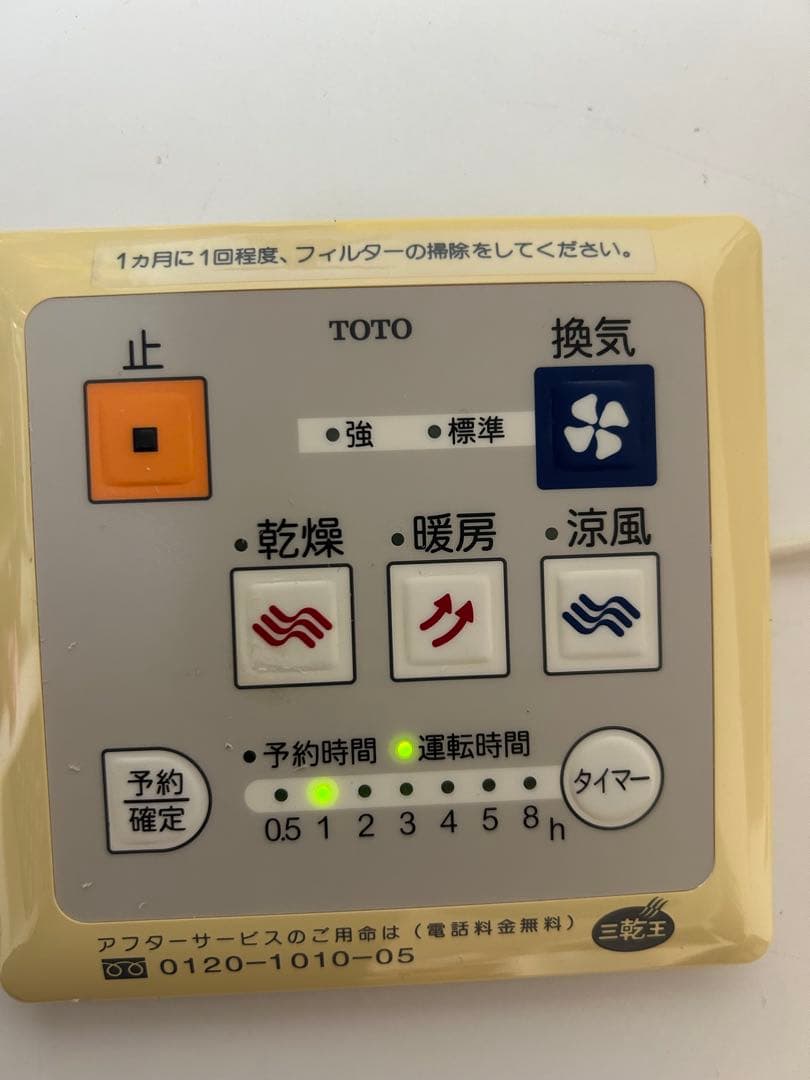 1ヵ月に1回程度、フィルターの掃除をしてください。
TOTO
止
換気
強 標準
乾燥 暖房 涼風
予約時間 運転時間
予約
確定
タイマー
0.5 1 2 3 4 5 8 h
アフターサービスのご用命は(電話料金無料)
0120-1010-05
三乾王